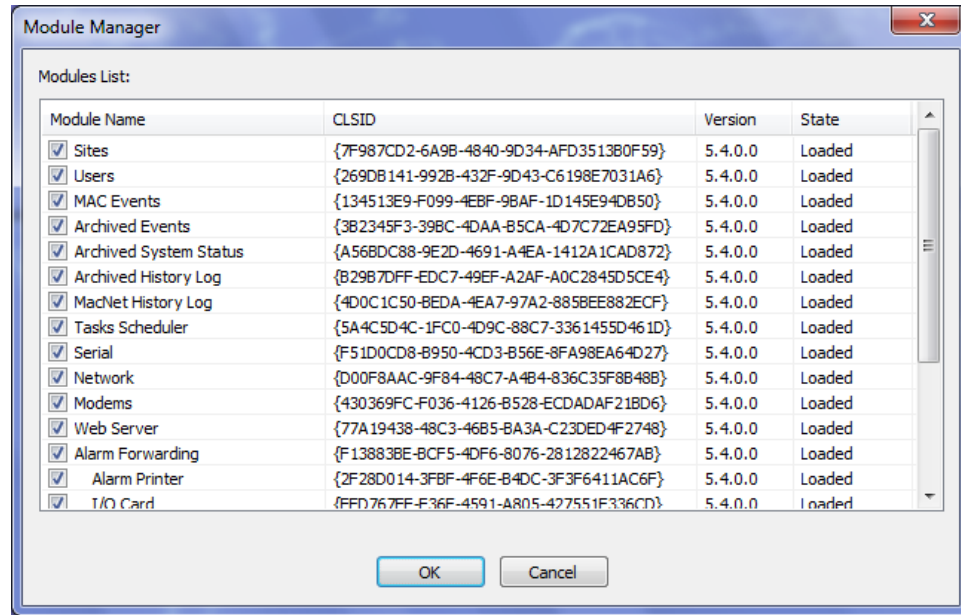 Module Manager
Modules List:
Module Name CLSID Version State
Sites {7F987CD2-6A9B-4840-9D34-AFD3513B0F59} 5.4.0.0 Loaded
Users {269DB141-992B-432F-9D43-C6198E7031A6} 5.4.0.0 Loaded
MAC Events {134513E9-F099-4EBF-9BAF-1D145E94DB50} 5.4.0.0 Loaded
Archived Events {3B2345F3-39BC-4DAA-B5CA-4D7C72EA95FD} 5.4.0.0 Loaded
Archived System Status {A56BDC88-9E2D-4691-A4EA-1412A1CAD872} 5.4.0.0 Loaded
Archived History Log {B29B7DFF-EDC7-49EF-A2AF-A0C2845D5CE4} 5.4.0.0 Loaded
MacNet History Log {4D0C1C50-BEDA-4EA7-97A2-885BEE882ECF} 5.4.0.0 Loaded
Tasks Scheduler {5A4C5D4C-1FC0-4D9C-88C7-3361455D461D} 5.4.0.0 Loaded
Serial {F51D0CD8-B950-4CD3-B56E-8FA98EA64D27} 5.4.0.0 Loaded
Network {D00F8AAC-9F84-48C7-A4B4-836C35F8B48B} 5.4.0.0 Loaded
Modems {430369FC-F036-4126-B528-ECDADAF21BD6} 5.4.0.0 Loaded
Web Server {77A19438-48C3-46B5-BA3A-C23DED4F2748} 5.4.0.0 Loaded
Alarm Forwarding {F13883BE-BCF5-4DF6-8076-2812822467AB} 5.4.0.0 Loaded
Alarm Printer {2F28D014-3FBF-4F6E-B4DC-3F3F6411AC6F} 5.4.0.0 Loaded
I/O Card 5.4.0.0 Loaded
OK Cancel